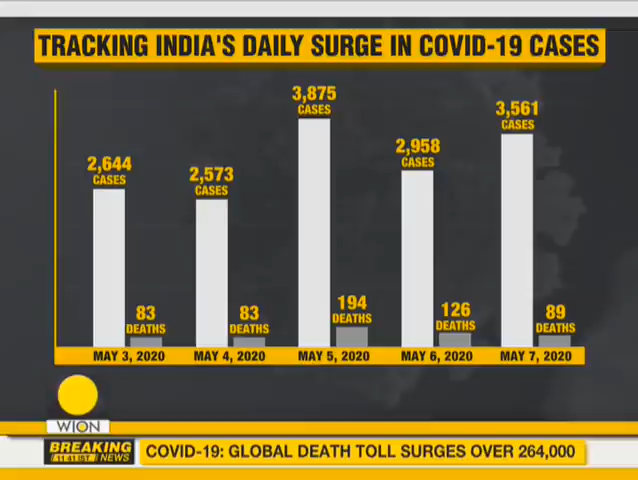 TRACKING INDIA'S DAILY SURGE IN COVID-19 CASES
2,644
CASES
83
DEATHS
2,573
CASES
83
DEATHS
3,875
CASES
194
DEATHS
2,958
CASES
126
DEATHS
3,561
CASES
89
DEATHS
MAY 3, 2020 MAY 4, 2020 MAY 5, 2020 MAY 6, 2020 MAY 7, 2020
WION
BREAKING
NEWS
COVID-19: GLOBAL DEATH TOLL SURGES OVER 264,000